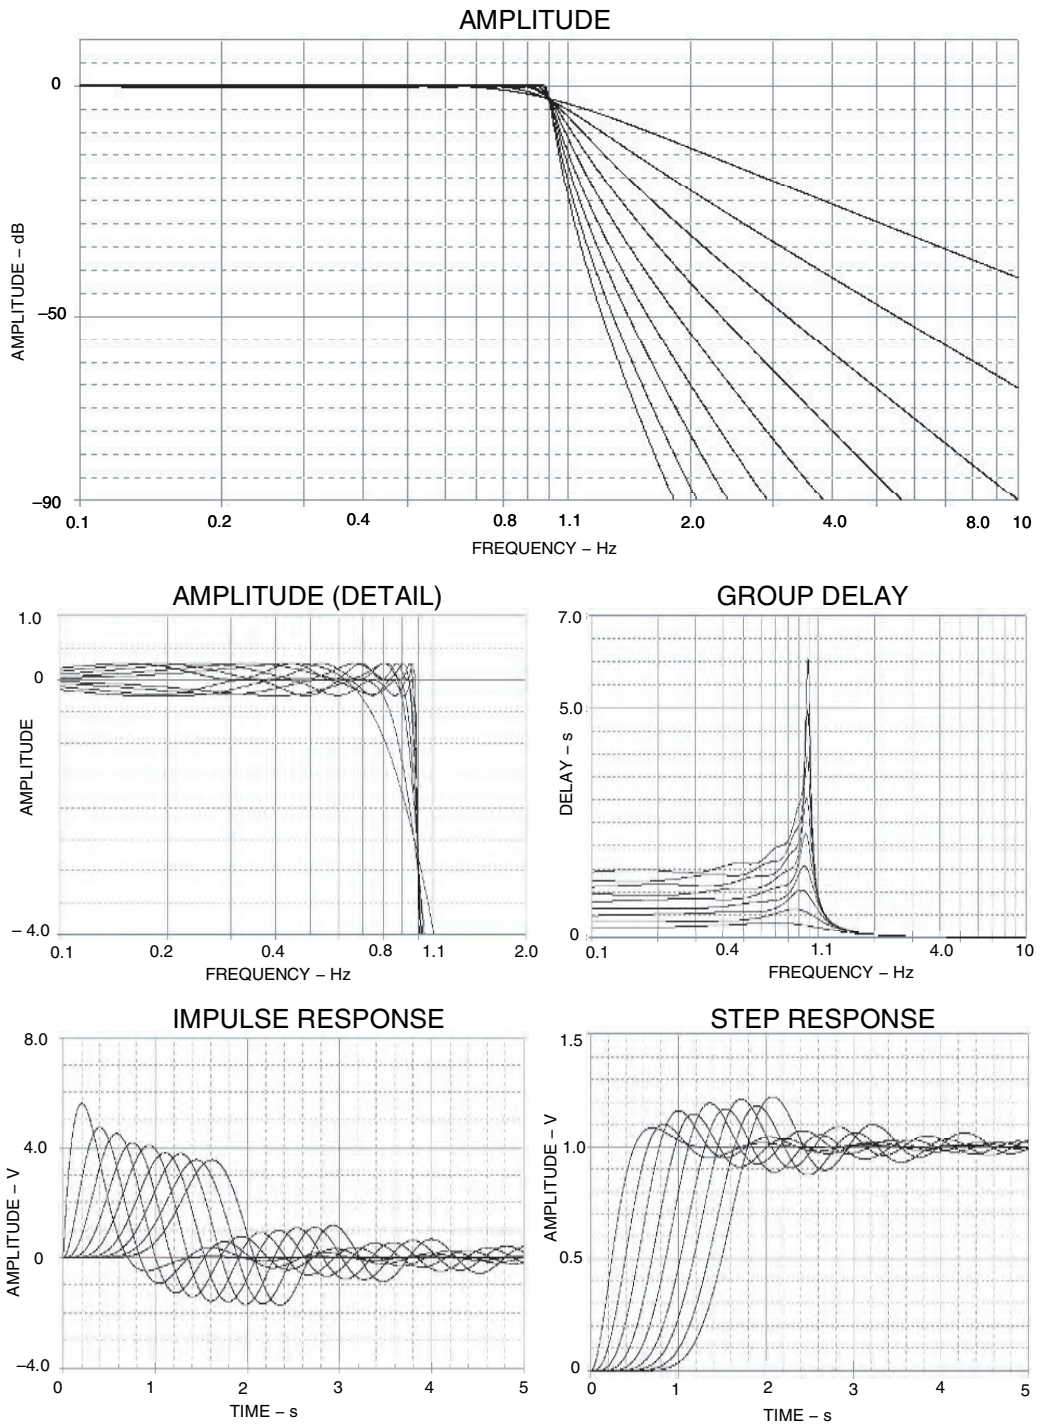 AMPLITUDE
0
–50
–90
AMPLITUDE – dB
0.1 0.2 0.4 0.8 1.1 2.0 4.0 8.0 10
FREQUENCY – Hz
AMPLITUDE (DETAIL)
1.0
0
– 4.0
AMPLITUDE
0.1 0.2 0.4 0.8 1.1 2.0
FREQUENCY – Hz
GROUP DELAY
7.0
5.0
0
DELAY – s
0.1 0.4 1.1 4.0 10
FREQUENCY – Hz
IMPULSE RESPONSE
8.0
4.0
0
–4.0
AMPLITUDE – V
0 1 2 3 4 5
TIME – s
STEP RESPONSE
1.5
1.0
0.5
0
AMPLITUDE – V
0 1 2 3 4 5
TIME – s